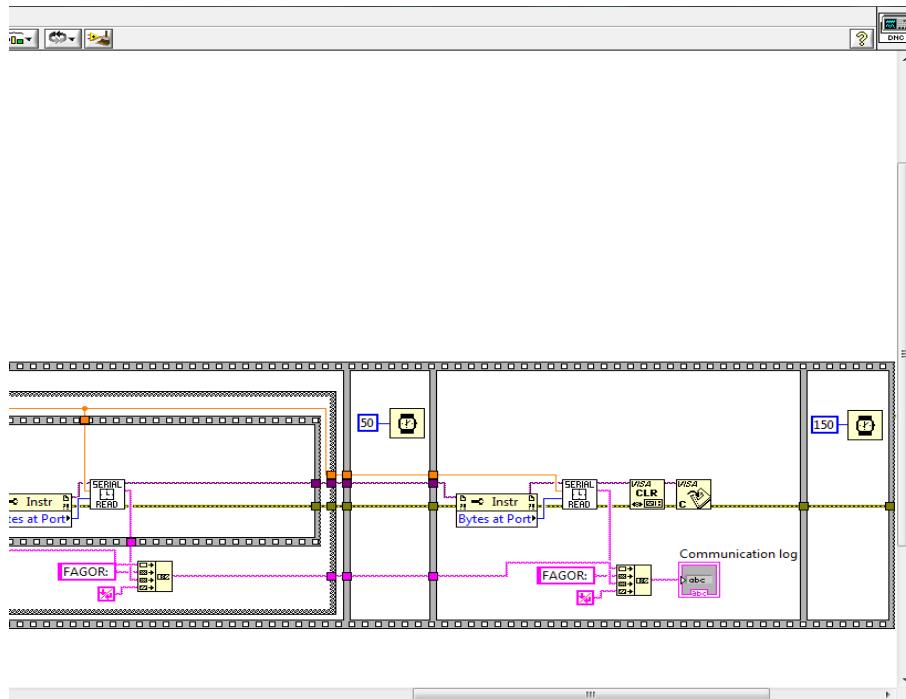 ?
DNC
50
150
SERIAL
READ
Instr
tes at Port
SERIAL
READ
Instr
Bytes at Port
VISA
CLR
VISA
C
FAGOR:
FAGOR:
Communication log
abc
abc